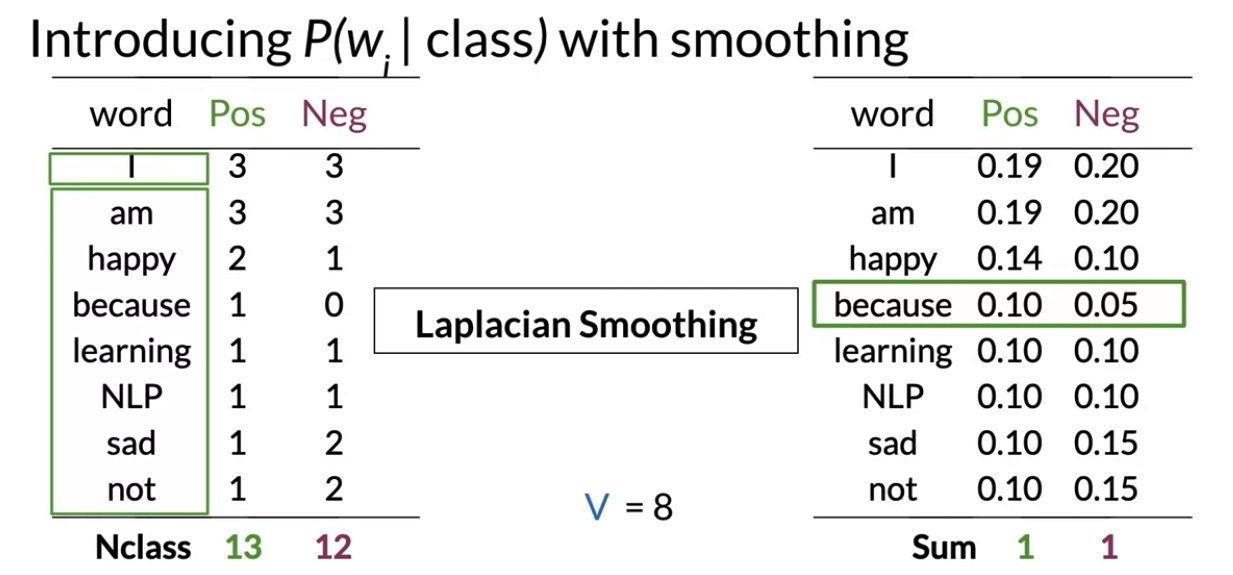 Introducing P(wi | class) with smoothing
word Pos Neg
I 3 3
am 3 3
happy 2 1
because 1 0
learning 1 1
NLP 1 1
sad 1 2
not 1 2
Nclass 13 12
Laplacian Smoothing
V = 8
word Pos Neg
I 0.19 0.20
am 0.19 0.20
happy 0.14 0.10
because 0.10 0.05
learning 0.10 0.10
NLP 0.10 0.10
sad 0.10 0.15
not 0.10 0.15
Sum 1 1